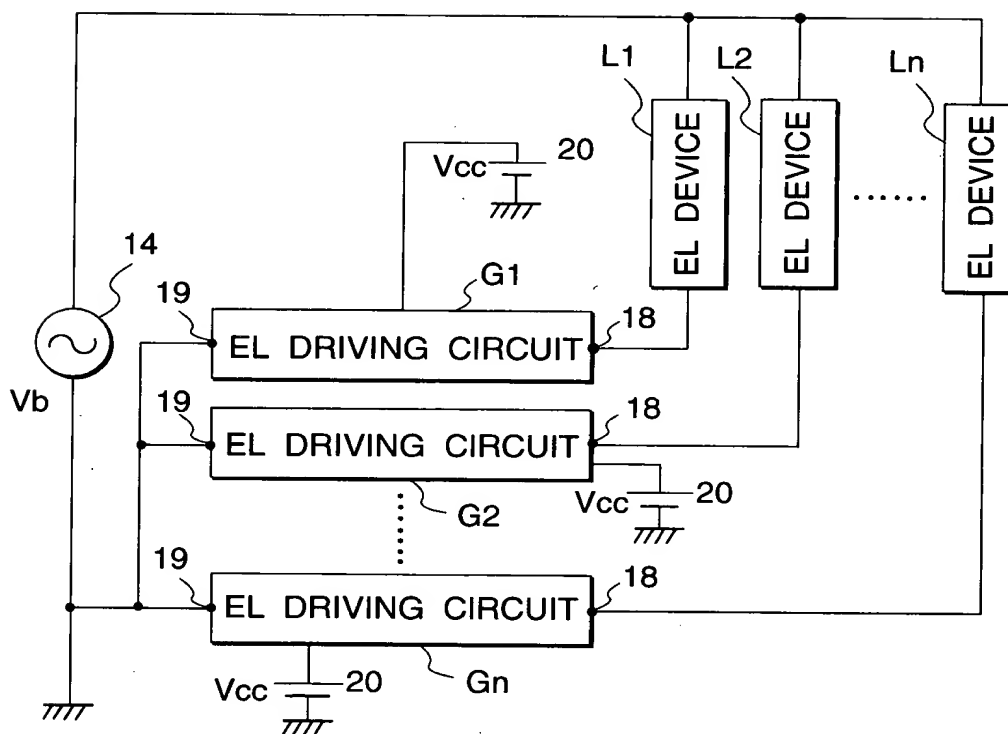 L1
L2
Ln
EL DEVICE
EL DEVICE
EL DEVICE
Vcc
20
14
Vb
G1
19
EL DRIVING CIRCUIT
18
19
EL DRIVING CIRCUIT
18
G2
Vcc
20
19
EL DRIVING CIRCUIT
18
Gn
Vcc
20